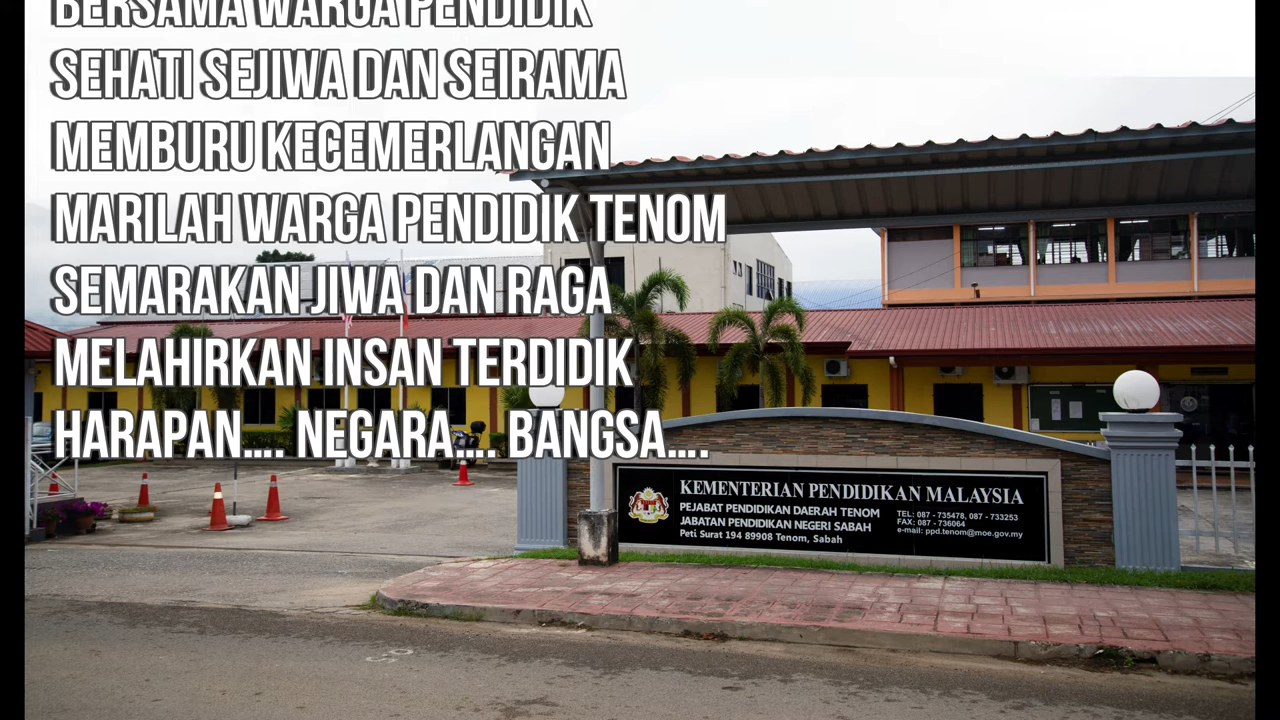 BERSAMA WARGA PENDIDIK
SEHATI SEJIWA DAN SEIRAMA
MEMBURU KECEMERLANGAN
MARILAH WARGA PENDIDIK TENOM
SEMARAKAN JIWA DAN RAGA
MELAHIRKAN INSAN TERDIDIK
HARAPAN.... NEGARA.... BANGSA....
KEMENTERIAN PENDIDIKAN MALAYSIA
PEJABAT PENDIDIKAN DAERAH TENOM
JABATAN PENDIDIKAN NEGERI SABAH
Peti Surat 194 89908 Tenom, Sabah
TEL: 087 - 735478, 087 - 733253
FAX: 087 - 736064
e-mail: ppd.tenom@moe.gov.my